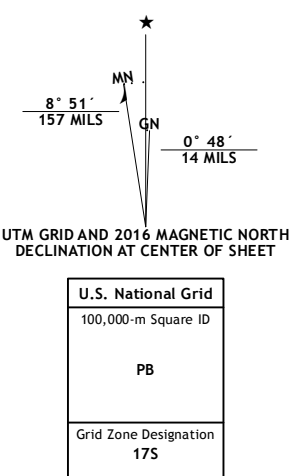 MN
8° 51´
157 MILS
GN
0° 48´
14 MILS
UTM GRID AND 2016 MAGNETIC NORTH
DECLINATION AT CENTER OF SHEET
U.S. National Grid
100,000-m Square ID
PB
Grid Zone Designation
17S